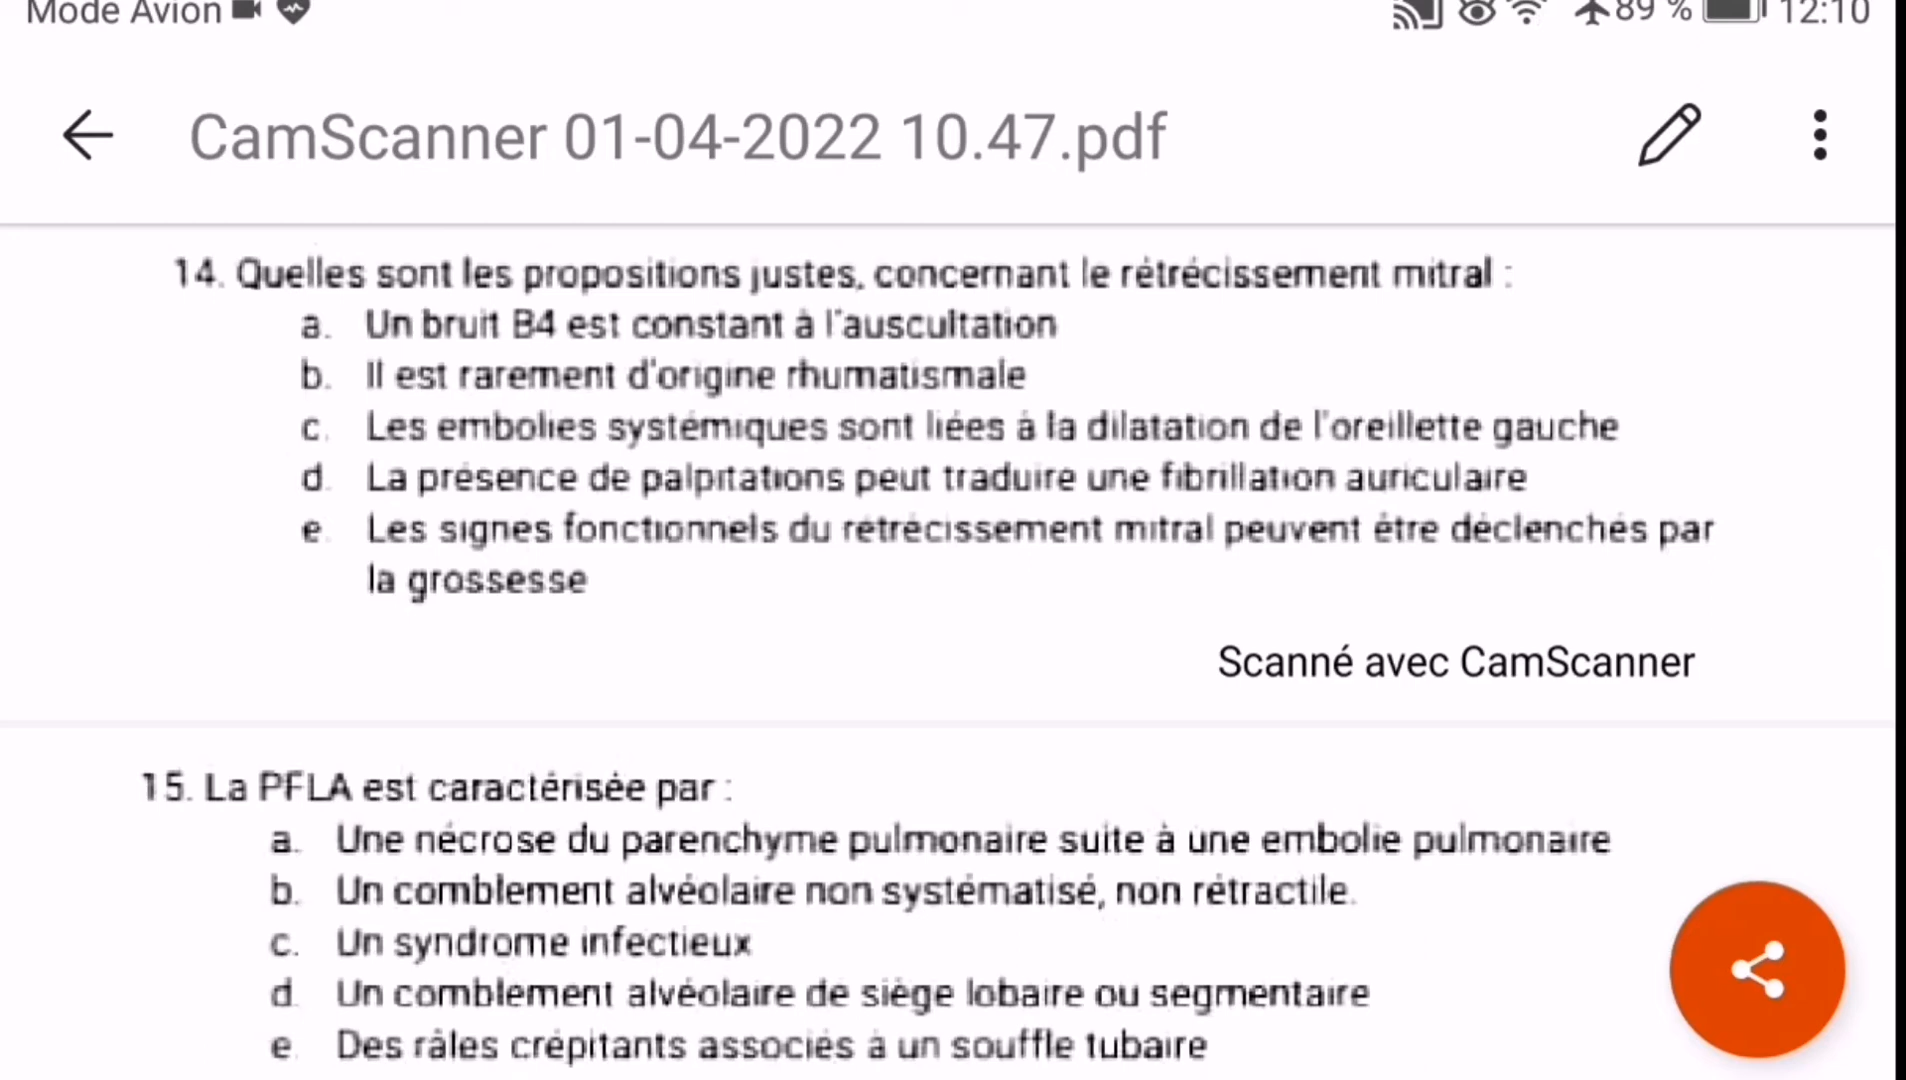 Mode Avion 89 % 12:10
CamScanner 01-04-2022 10.47.pdf
14. Quelles sont les propositions justes, concernant le rétrécissement mitral :
a. Un bruit B4 est constant à l'auscultation
b. Il est rarement d'origine rhumatismale
c. Les embolies systémiques sont liées à la dilatation de l'oreillette gauche
d. La présence de palpitations peut traduire une fibrillation auriculaire
e. Les signes fonctionnels du rétrécissement mitral peuvent être déclenchés par
la grossesse
Scanné avec CamScanner
15. La PFLA est caractérisée par :
a. Une nécrose du parenchyme pulmonaire suite à une embolie pulmonaire
b. Un comblement alvéolaire non systématisé, non rétractile.
c. Un syndrome infectieux
d. Un comblement alvéolaire de siège lobaire ou segmentaire
e. Des râles crépitants associés à un souffle tubaire